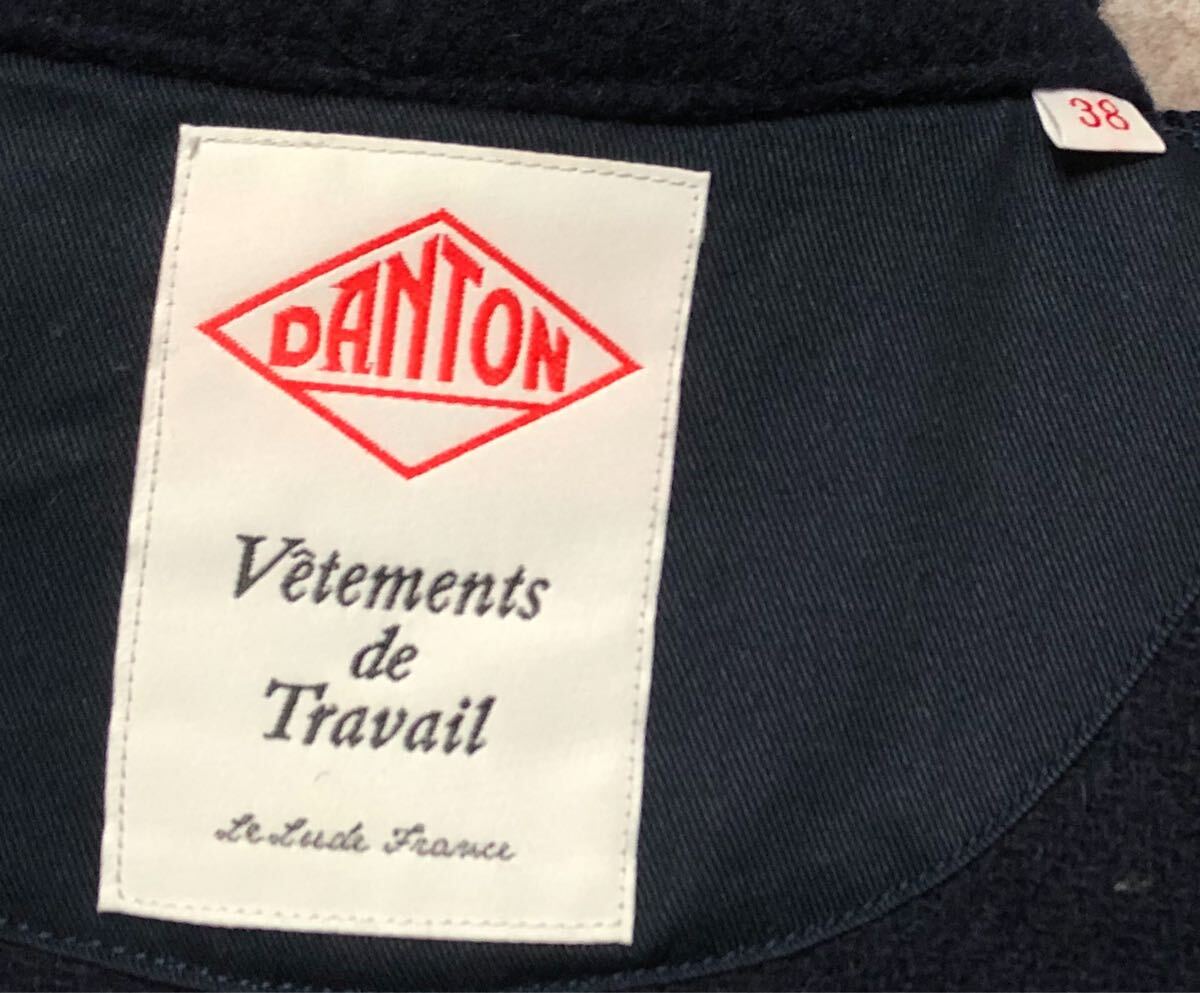 38
DANTON
Vêtements
de
Travail
Le Lude France